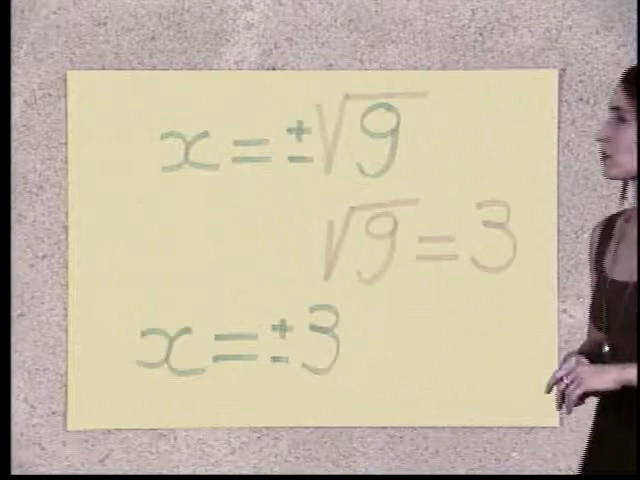 x = ±√9
√9 = 3
x = ±3